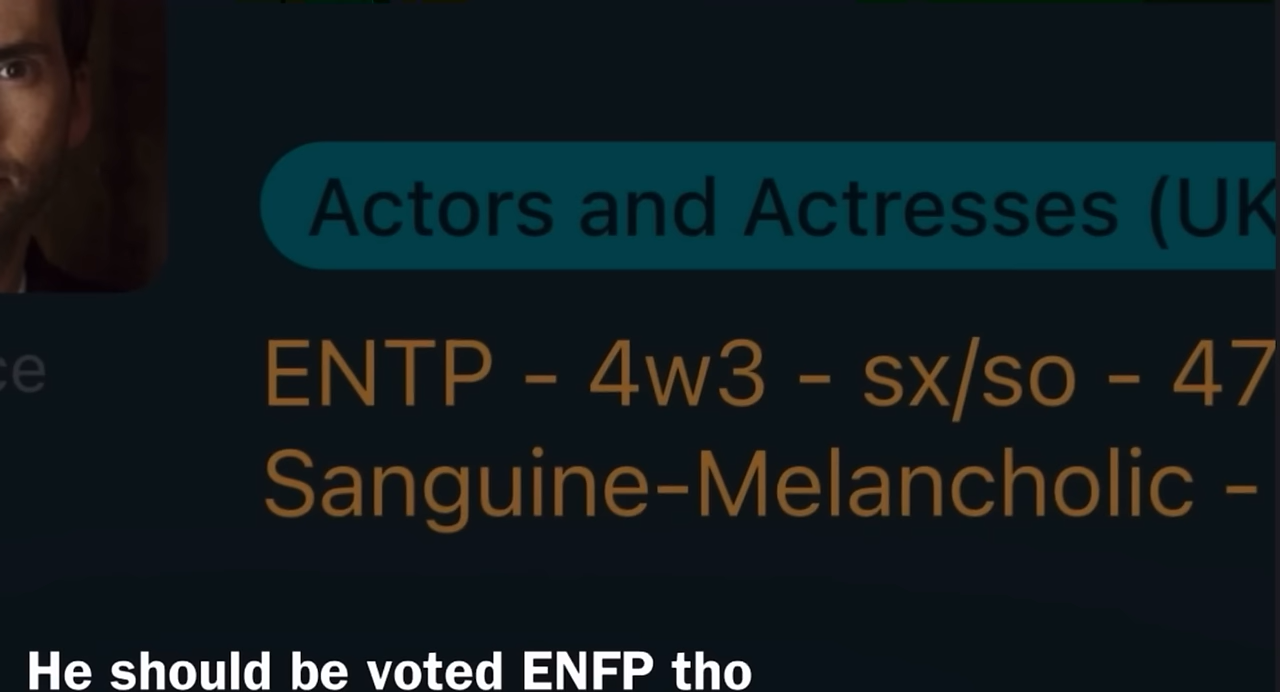 Actors and Actresses (UK
ce
ENTP - 4w3 - sx/so - 47
Sanguine-Melancholic -
He should be voted ENFP tho